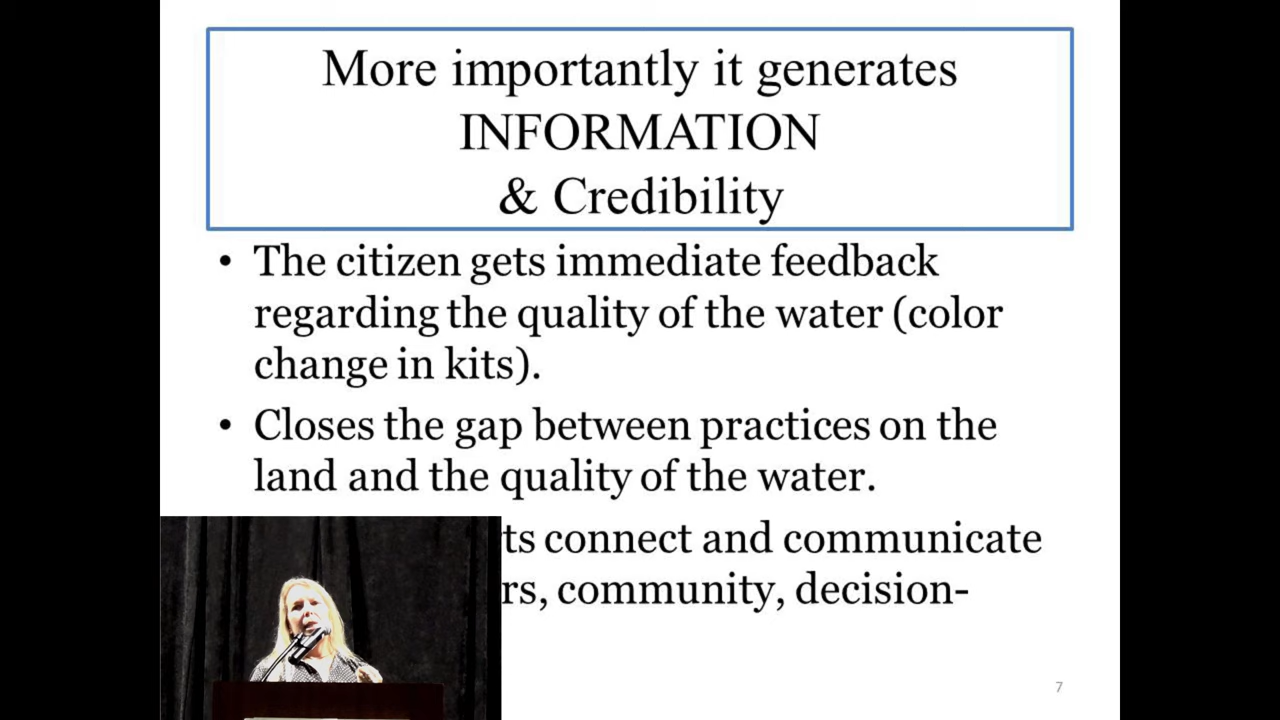 More importantly it generates
INFORMATION
& Credibility
• The citizen gets immediate feedback
regarding the quality of the water (color
change in kits).
• Closes the gap between practices on the
land and the quality of the water.
connect and communicate
community, decision-
7